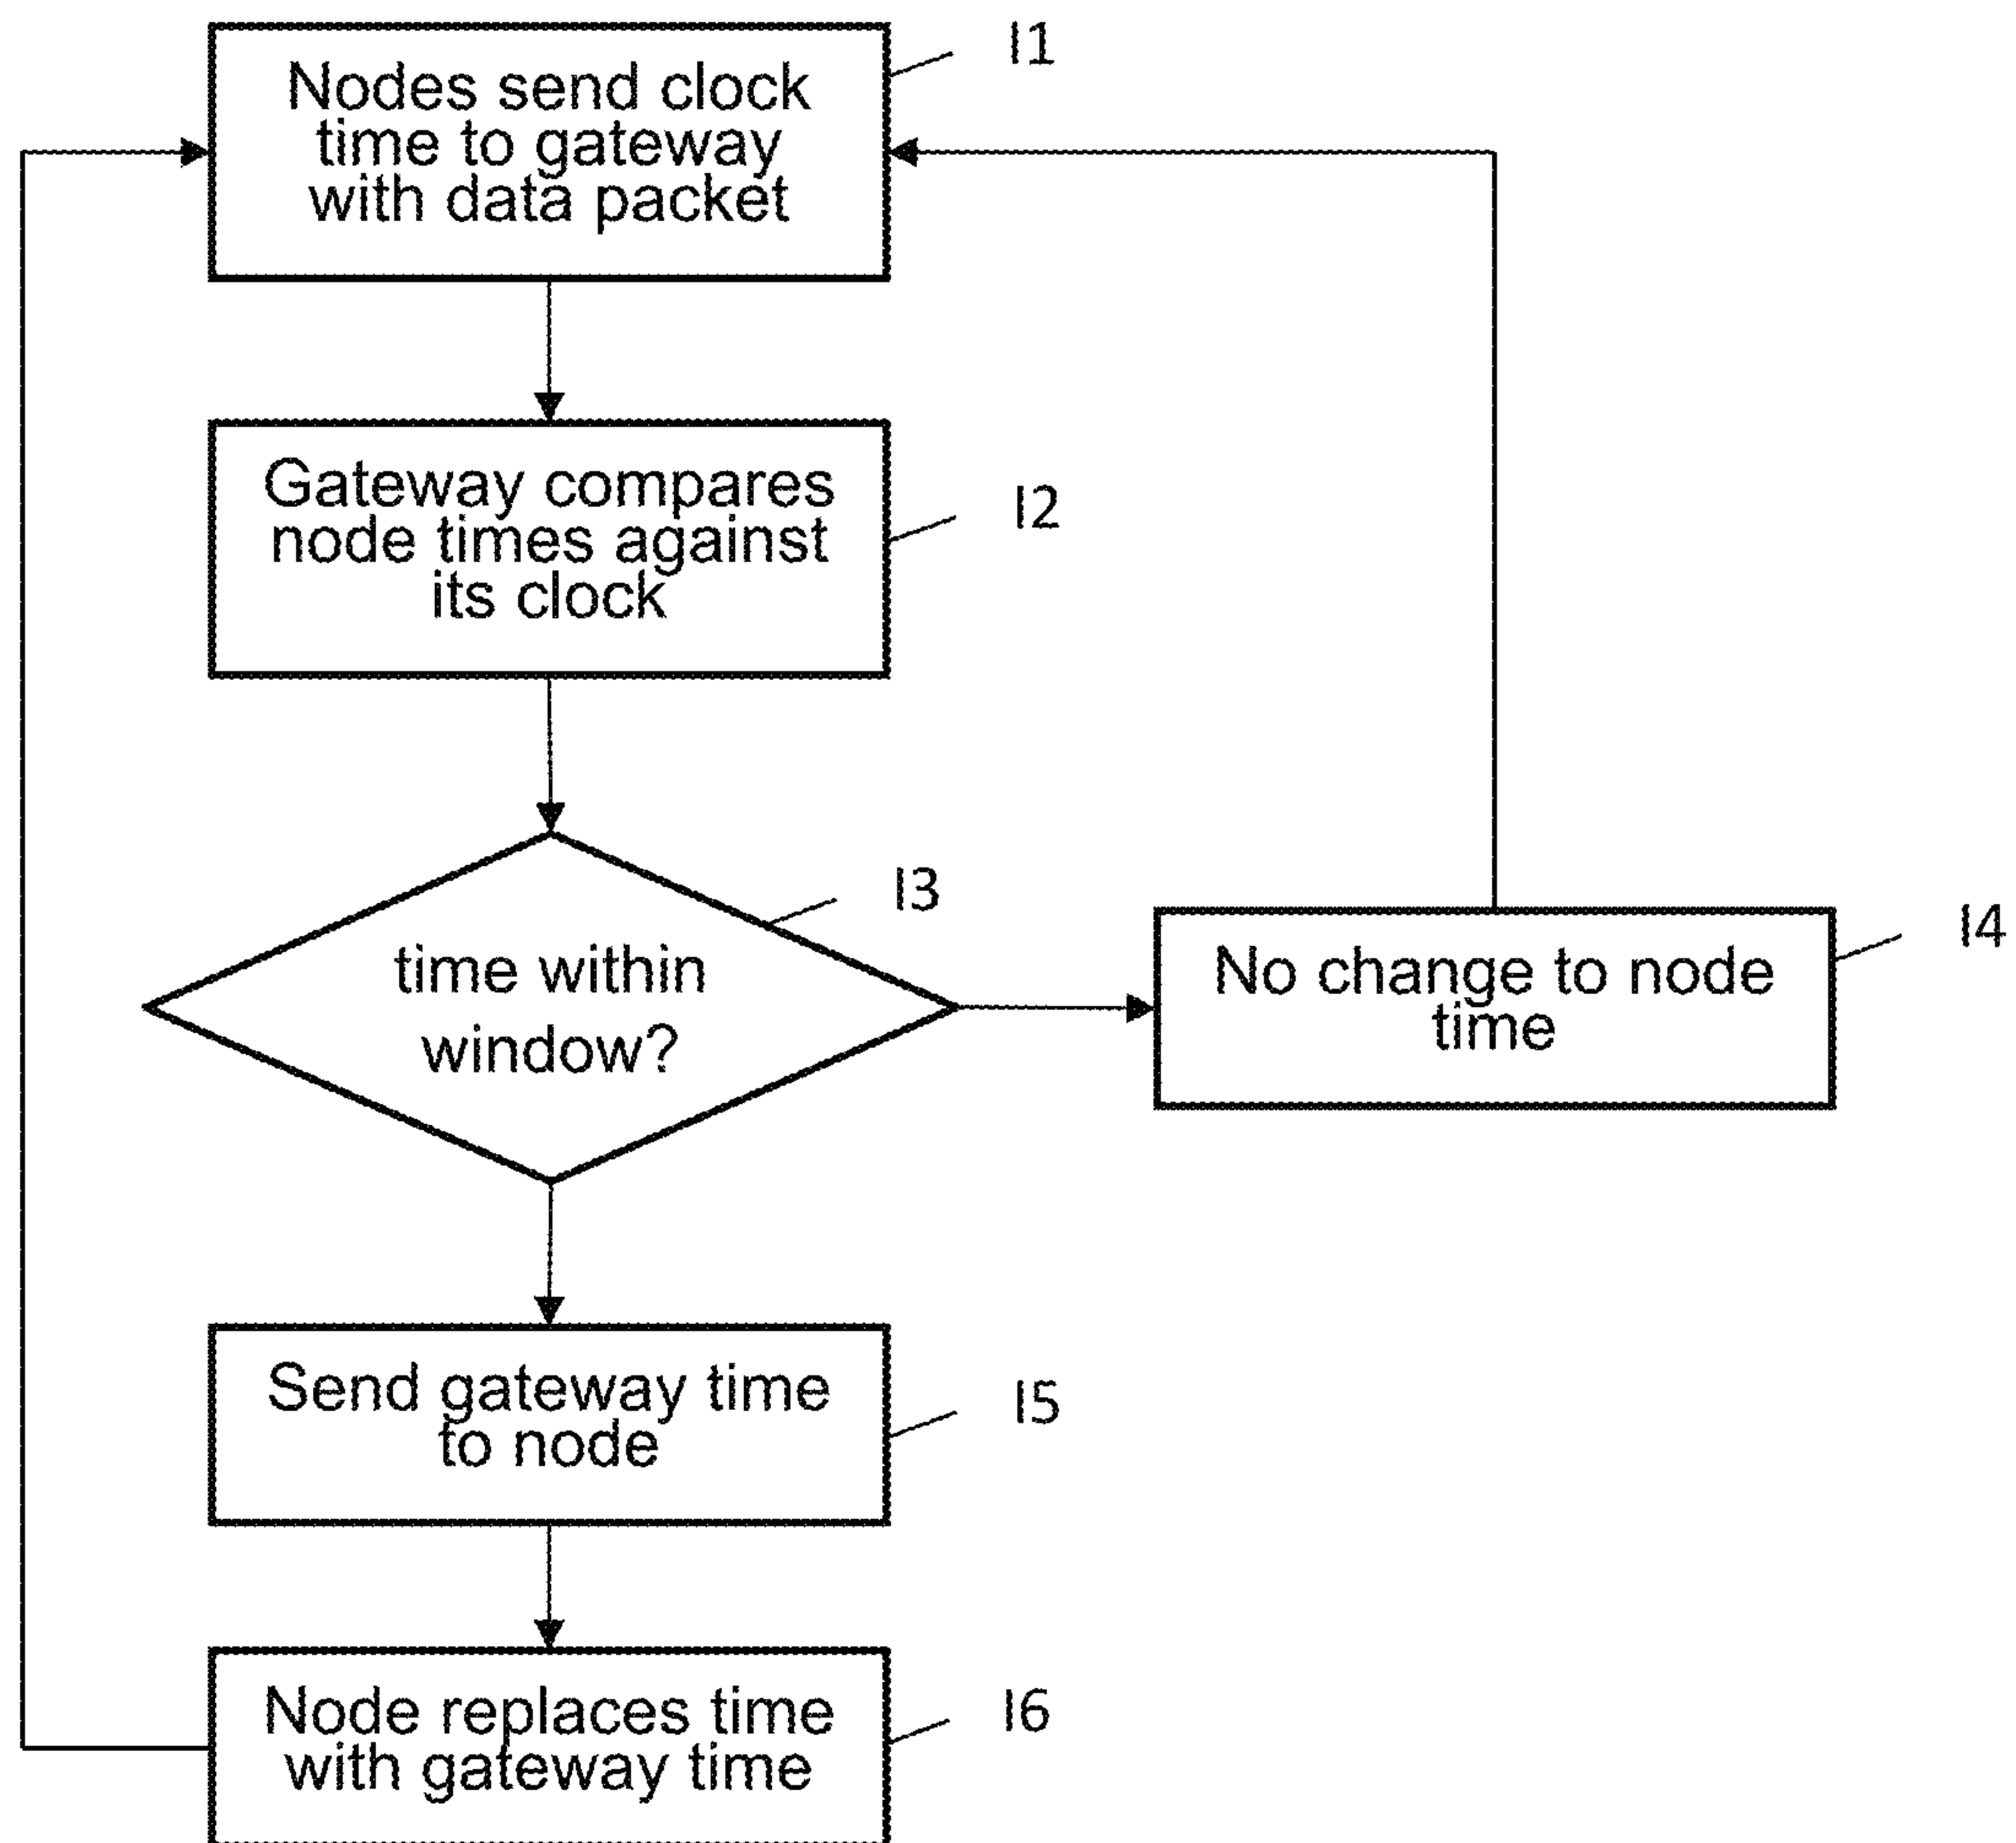 Nodes send clock
time to gateway
with data packet
I1
Gateway compares
node times against
its clock
I2
time within
window?
I3
No change to node
time
I4
Send gateway time
to node
I5
Node replaces time
with gateway time
I6